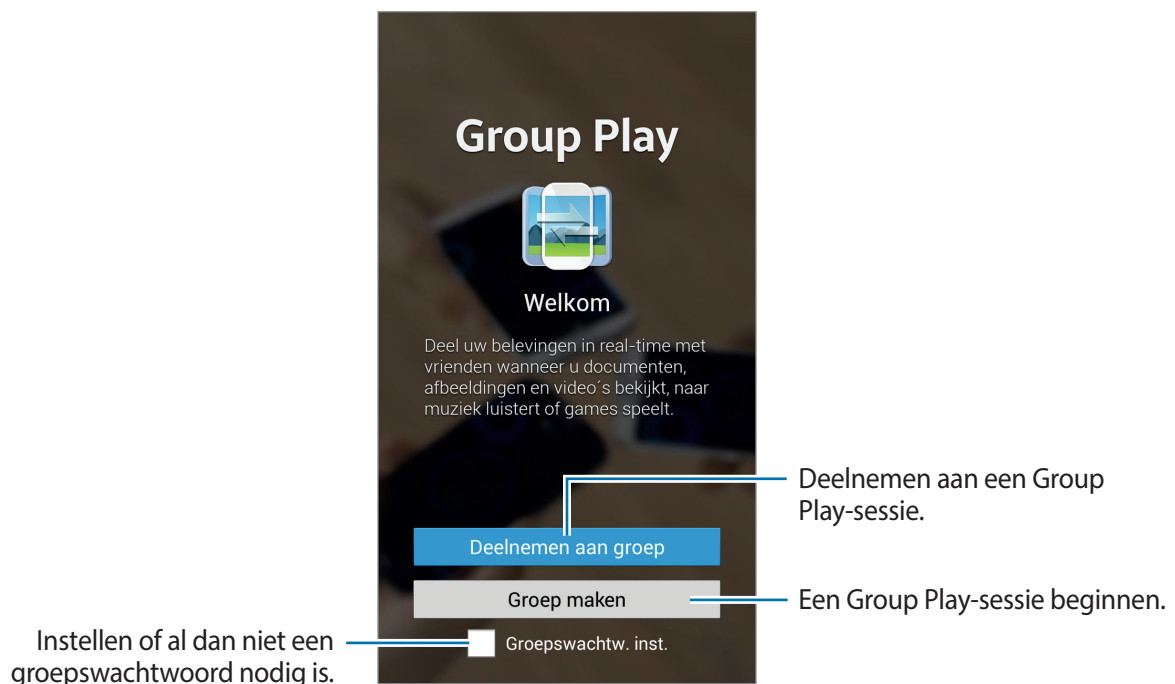 Group Play
Welkom
Deel uw belevingen in real-time met
vrienden wanneer u documenten,
afbeeldingen en video´s bekijkt, naar
muziek luistert of games speelt.
Deelnemen aan een Group
Play-sessie.
Deelnemen aan groep
Groep maken
Een Group Play-sessie beginnen.
Instellen of al dan niet een
groepswachtwoord nodig is.
Groepswachtw. inst.